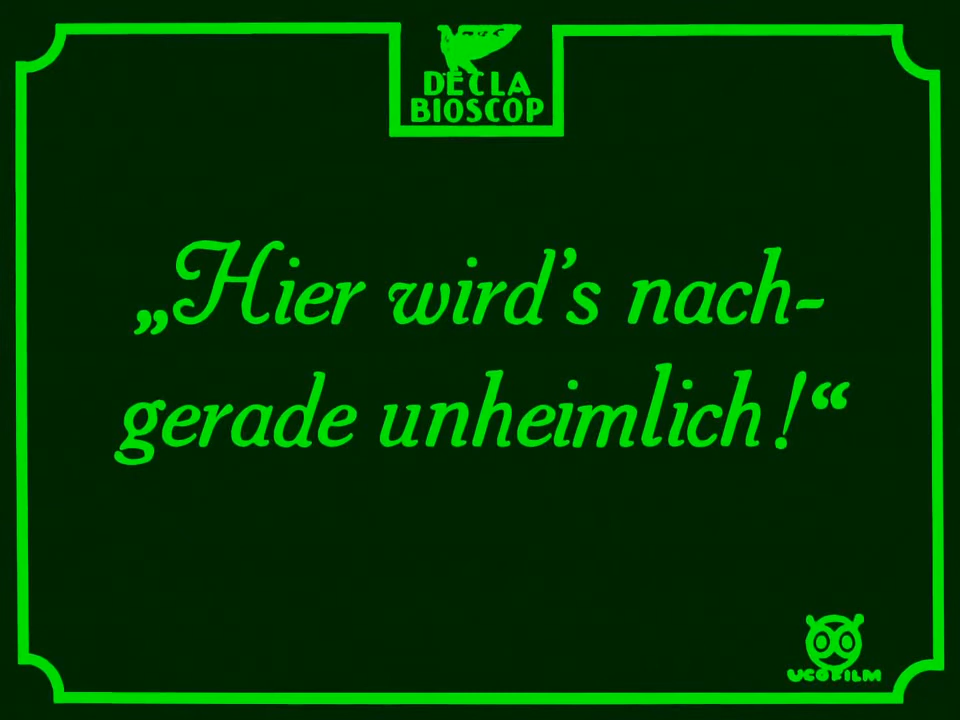 DECLA
BIOSCOP
„Hier wird's nach-
gerade unheimlich!“
UCOFILM